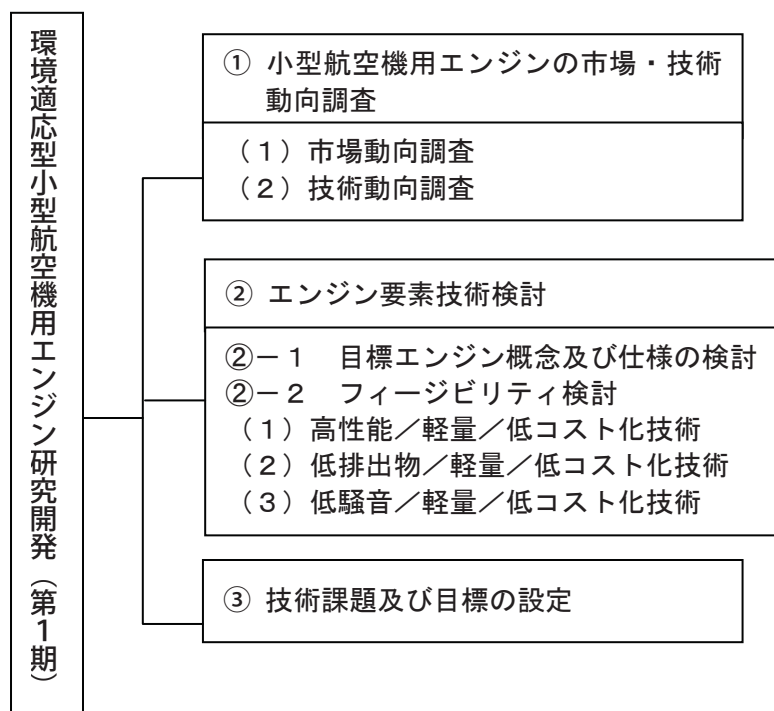 環境適応型小型航空機用エンジン研究開発（第１期）
① 小型航空機用エンジンの市場・技術
動向調査
（１）市場動向調査
（２）技術動向調査
② エンジン要素技術検討
②－１　目標エンジン概念及び仕様の検討
②－２　フィージビリティ検討
（１）高性能／軽量／低コスト化技術
（２）低排出物／軽量／低コスト化技術
（３）低騒音／軽量／低コスト化技術
③ 技術課題及び目標の設定